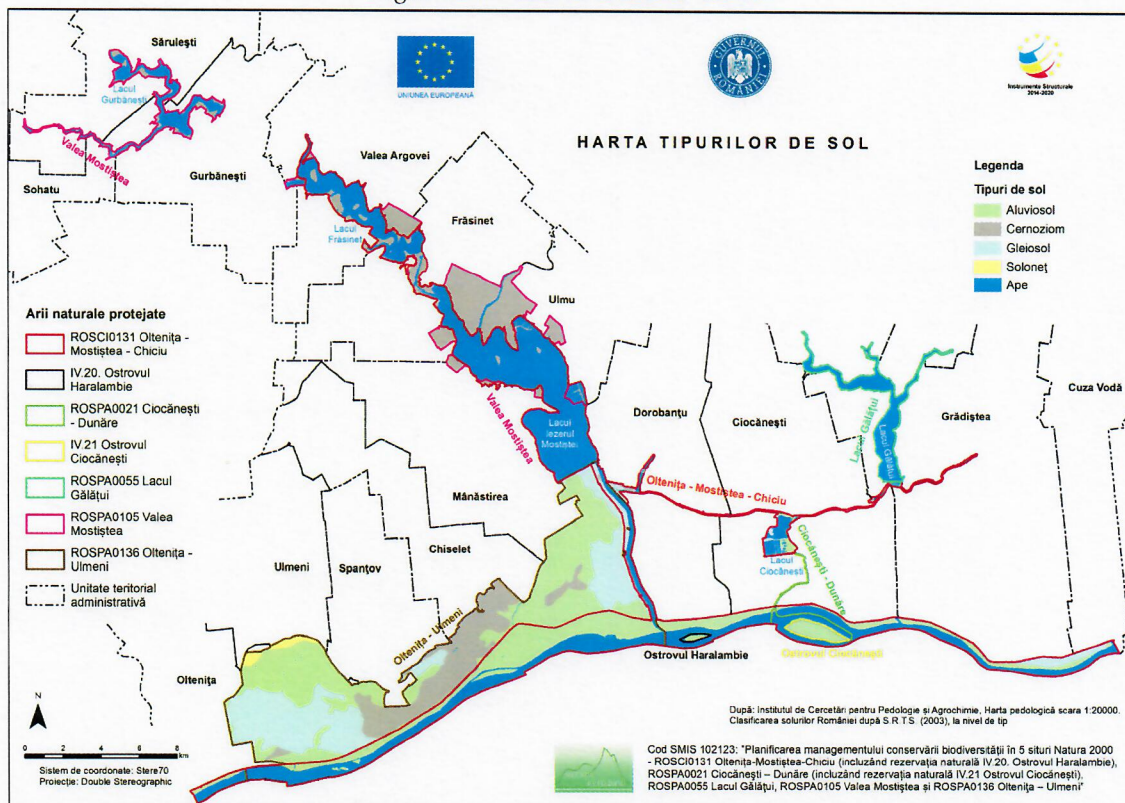 UNIUNEA EUROPEANĂ
GUVERNUL ROMÂNIEI
Instrumente Structurale
2014-2020
HARTA TIPURILOR DE SOL
Legenda
Tipuri de sol
Aluviosol
Cernoziom
Gleiosol
Soloneț
Ape
Sărulești
Lacul
Gurbănești
Valea Mostiștea
Sohatu
Gurbănești
Valea Argovei
Frăsinet
Lacul
Frăsinet
Ulmu
Arii naturale protejate
ROSCI0131 Oltenița -
Mostiștea - Chiciu
IV.20. Ostrovul
Haralambie
ROSPA0021 Ciocănești
- Dunăre
IV.21 Ostrovul
Ciocănești
ROSPA0055 Lacul
Gălățui
ROSPA0105 Valea
Mostiștea
ROSPA0136 Oltenița -
Ulmeni
Unitate teritorial
administrativă
Valea Mostiștea
Lacul
Iezerul
Mostiștei
Dorobanțu
Ciocănești
Lacul Gălățui
Lacul Gălățui
Grădiștea
Cuza Vodă
Oltenița - Mostiștea - Chiciu
Mănăstirea
Chiselet
Ulmeni
Spanțov
Lacul
Ciocănești
Ciocănești - Dunăre
Oltenița - Ulmeni
Oltenița
Ostrovul Haralambie
Ostrovul Ciocănești
N
0 2 4 6 8
km
Sistem de coordonate: Stere70
Proiecție: Double Stereographic
După: Institutul de Cercetări pentru Pedologie și Agrochimie, Harta pedologică scara 1:20000.
Clasificarea solurilor României după S.R.T.S. (2003), la nivel de tip
Cod SMIS 102123: "Planificarea managementului conservării biodiversității în 5 situri Natura 2000
- ROSCI0131 Oltenița-Mostiștea-Chiciu (incluzând rezervația naturală IV.20. Ostrovul Haralambie),
ROSPA0021 Ciocănești – Dunăre (incluzând rezervația naturală IV.21 Ostrovul Ciocănești),
ROSPA0055 Lacul Gălățui, ROSPA0105 Valea Mostiștea și ROSPA0136 Oltenița – Ulmeni"